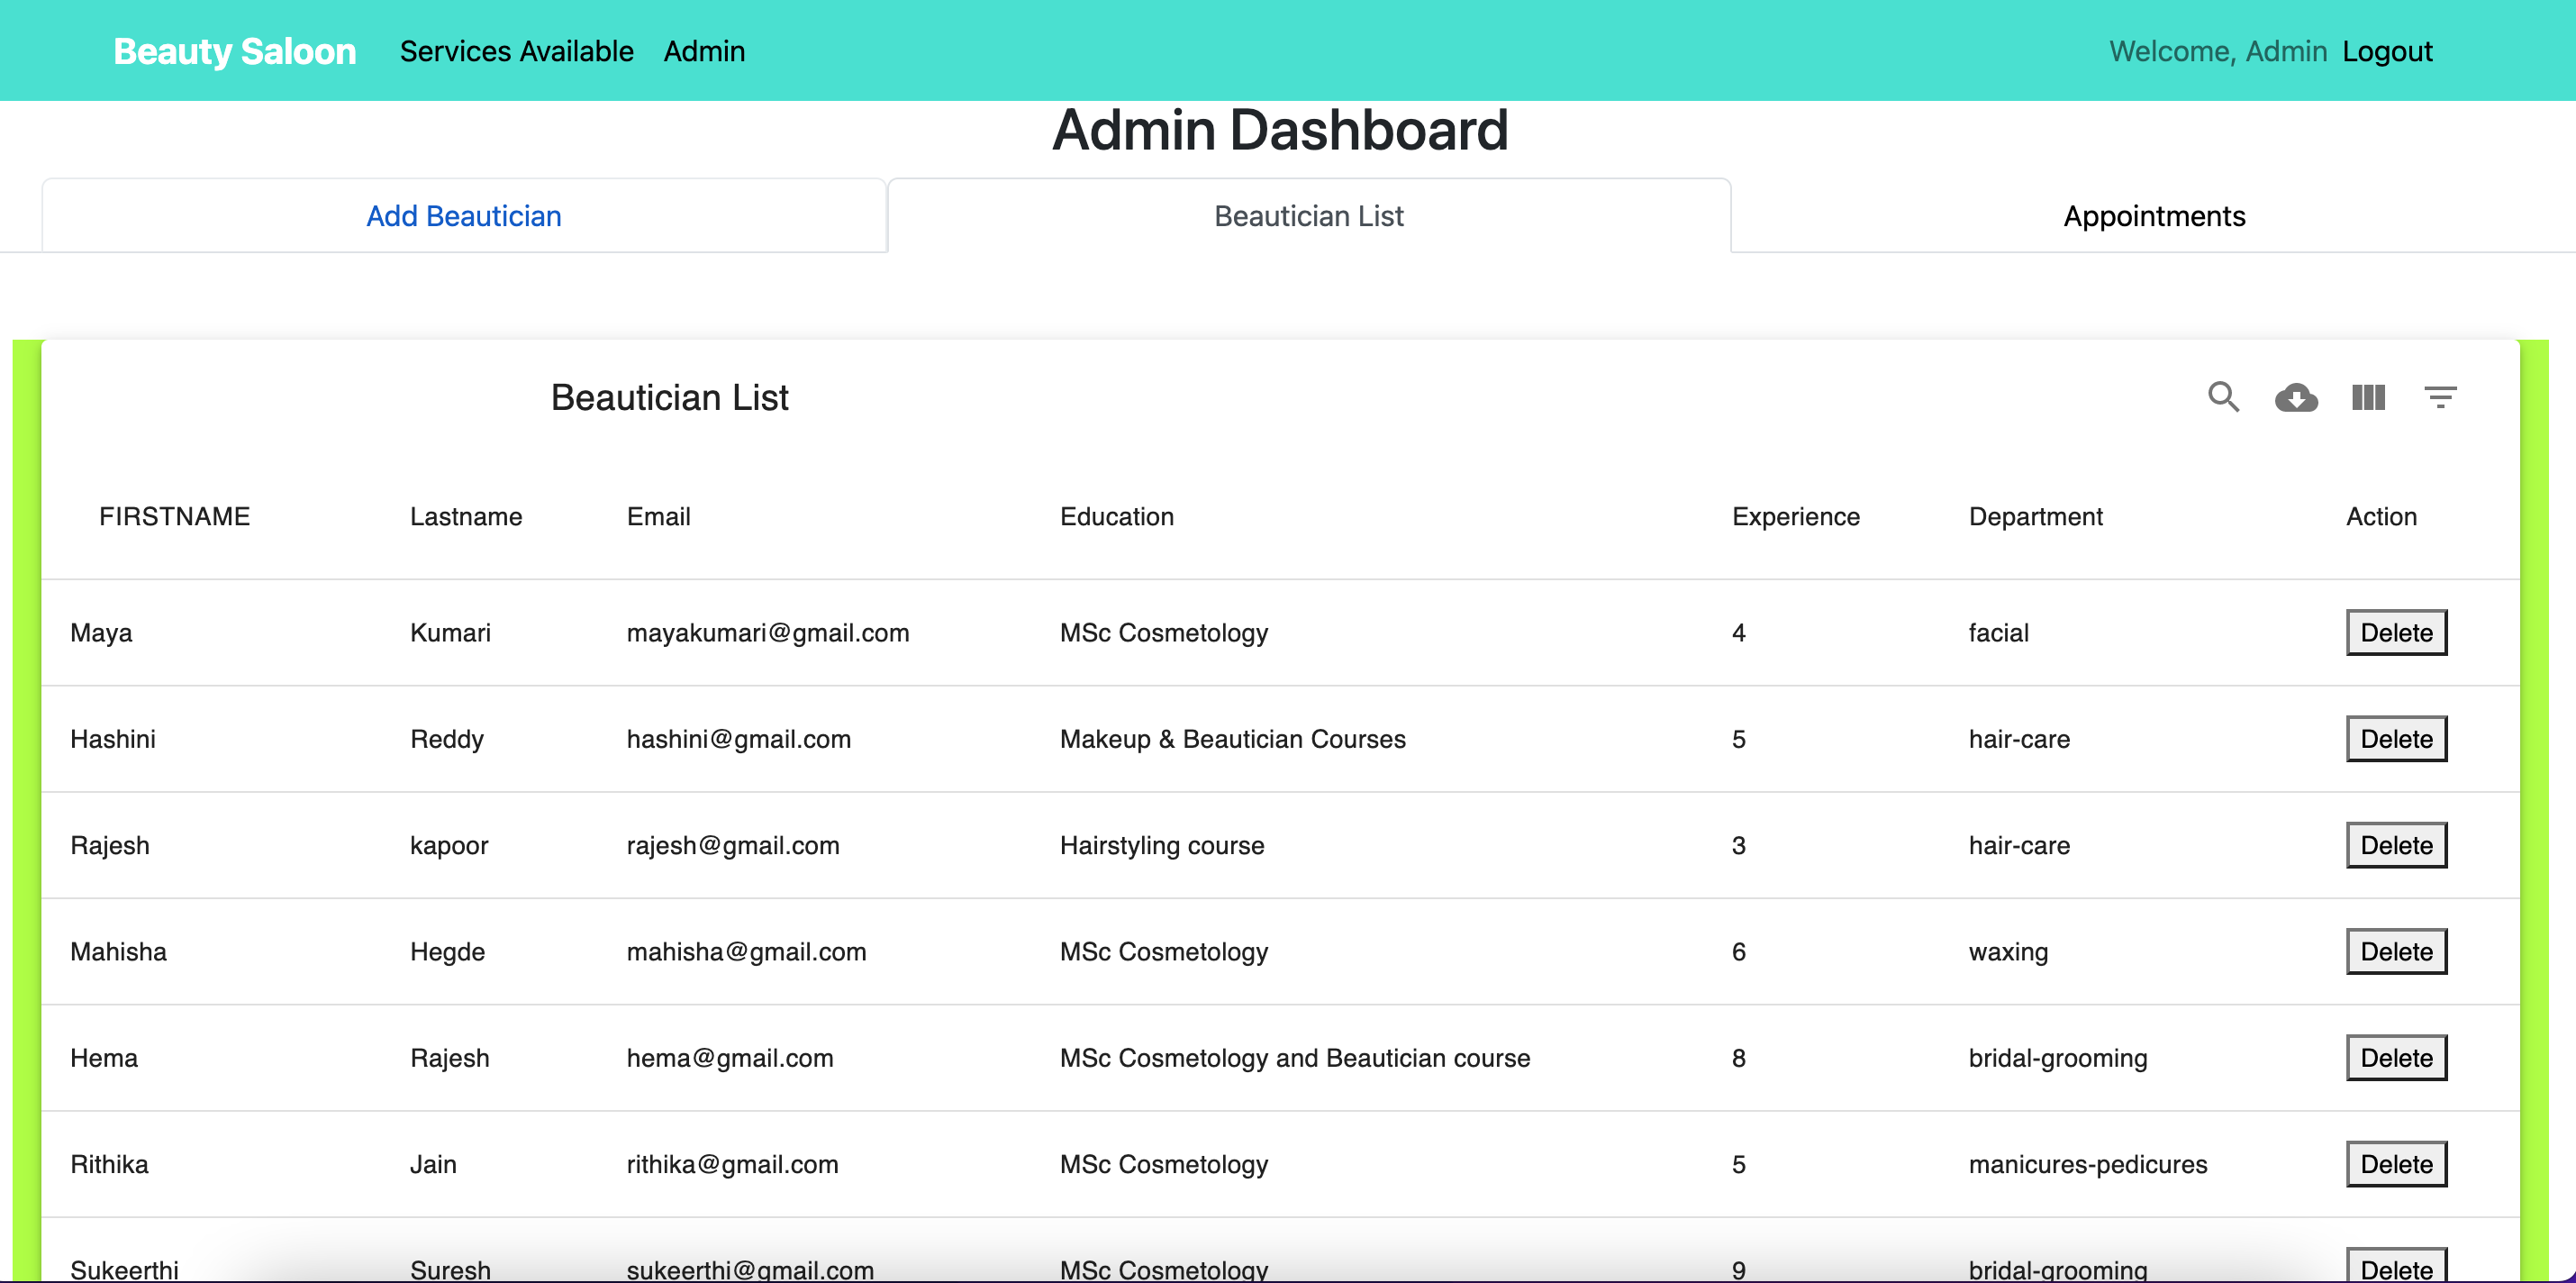 Beauty Saloon Services Available Admin Welcome, Admin Logout
Admin Dashboard
Add Beautician Beautician List Appointments
Beautician List
FIRSTNAME Lastname Email Education Experience Department Action
Maya Kumari mayakumari@gmail.com MSc Cosmetology 4 facial Delete
Hashini Reddy hashini@gmail.com Makeup & Beautician Courses 5 hair-care Delete
Rajesh kapoor rajesh@gmail.com Hairstyling course 3 hair-care Delete
Mahisha Hegde mahisha@gmail.com MSc Cosmetology 6 waxing Delete
Hema Rajesh hema@gmail.com MSc Cosmetology and Beautician course 8 bridal-grooming Delete
Rithika Jain rithika@gmail.com MSc Cosmetology 5 manicures-pedicures Delete
Sukeerthi Suresh sukeerthi@gmail.com MSc Cosmetology 9 bridal-grooming Delete